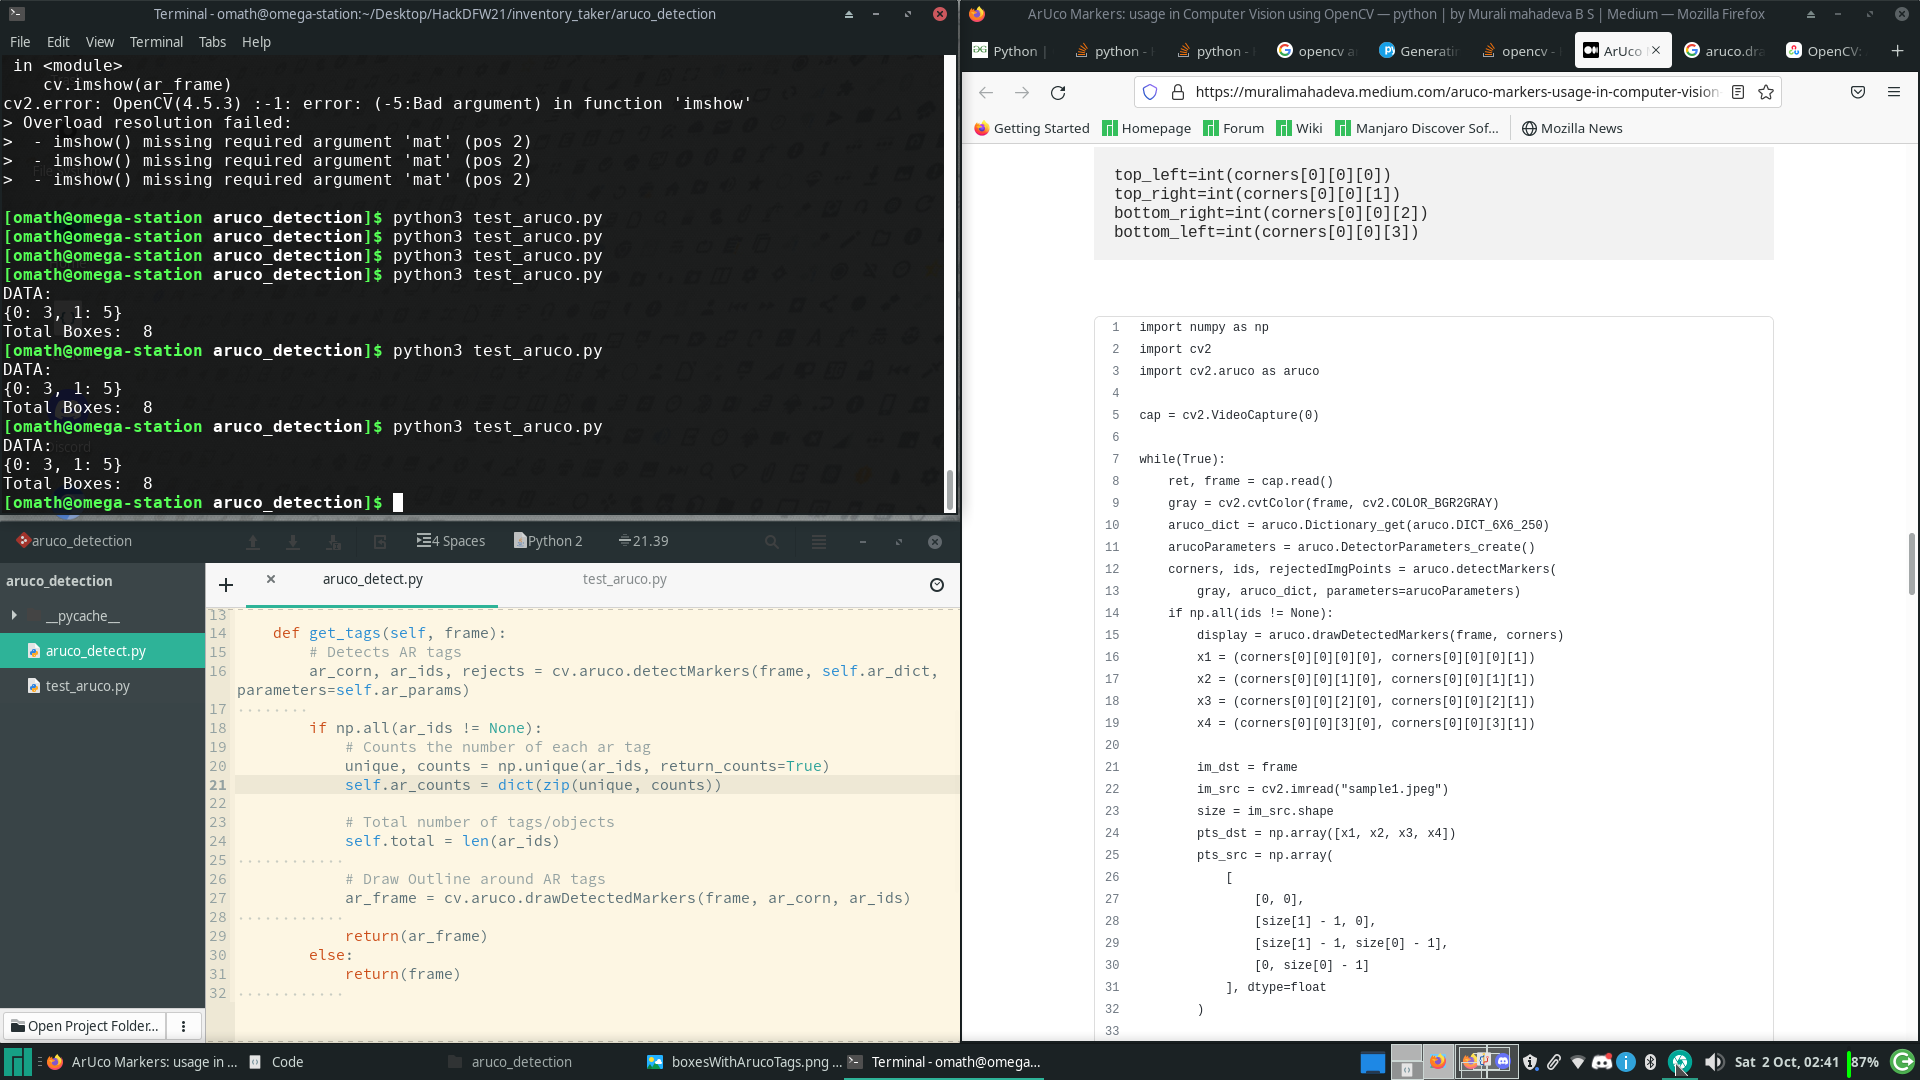 Terminal - omath@omega-station:~/Desktop/HackDFW21/inventory_taker/aruco_detection
File Edit View Terminal Tabs Help
in <module>
cv.imshow(ar_frame)
cv2.error: OpenCV(4.5.3) :-1: error: (-5:Bad argument) in function 'imshow'
> Overload resolution failed:
>  - imshow() missing required argument 'mat' (pos 2)
>  - imshow() missing required argument 'mat' (pos 2)
>  - imshow() missing required argument 'mat' (pos 2)
[omath@omega-station aruco_detection]$ python3 test_aruco.py
[omath@omega-station aruco_detection]$ python3 test_aruco.py
[omath@omega-station aruco_detection]$ python3 test_aruco.py
[omath@omega-station aruco_detection]$ python3 test_aruco.py
DATA:
{0: 3, 1: 5}
Total Boxes:  8
[omath@omega-station aruco_detection]$ python3 test_aruco.py
DATA:
{0: 3, 1: 5}
Total Boxes:  8
[omath@omega-station aruco_detection]$ python3 test_aruco.py
DATA:
{0: 3, 1: 5}
Total Boxes:  8
[omath@omega-station aruco_detection]$
aruco_detection
4 Spaces
Python 2
21.39
aruco_detection
__pycache__
aruco_detect.py
test_aruco.py
aruco_detect.py
test_aruco.py
13
14 def get_tags(self, frame):
15 # Detects AR tags
16 ar_corn, ar_ids, rejects = cv.aruco.detectMarkers(frame, self.ar_dict,
parameters=self.ar_params)
17
18 if np.all(ar_ids != None):
19 # Counts the number of each ar tag
20 unique, counts = np.unique(ar_ids, return_counts=True)
21 self.ar_counts = dict(zip(unique, counts))
22
23 # Total number of tags/objects
24 self.total = len(ar_ids)
25
26 # Draw Outline around AR tags
27 ar_frame = cv.aruco.drawDetectedMarkers(frame, ar_corn, ar_ids)
28
29 return(ar_frame)
30 else:
31 return(frame)
32
Open Project Folder...
ArUco Markers: usage in Computer Vision using OpenCV — python | by Murali mahadeva B S | Medium — Mozilla Firefox
Python |
python -
python -
opencv a
Generati
opencv -
ArUco
aruco.dra
OpenCV:
https://muralimahadeva.medium.com/aruco-markers-usage-in-computer-vision
Getting Started
Homepage
Forum
Wiki
Manjaro Discover Sof...
Mozilla News
top_left=int(corners[0][0][0])
top_right=int(corners[0][0][1])
bottom_right=int(corners[0][0][2])
bottom_left=int(corners[0][0][3])
1 import numpy as np
2 import cv2
3 import cv2.aruco as aruco
4
5 cap = cv2.VideoCapture(0)
6
7 while(True):
8 ret, frame = cap.read()
9 gray = cv2.cvtColor(frame, cv2.COLOR_BGR2GRAY)
10 aruco_dict = aruco.Dictionary_get(aruco.DICT_6X6_250)
11 arucoParameters = aruco.DetectorParameters_create()
12 corners, ids, rejectedImgPoints = aruco.detectMarkers(
13 gray, aruco_dict, parameters=arucoParameters)
14 if np.all(ids != None):
15 display = aruco.drawDetectedMarkers(frame, corners)
16 x1 = (corners[0][0][0][0], corners[0][0][0][1])
17 x2 = (corners[0][0][1][0], corners[0][0][1][1])
18 x3 = (corners[0][0][2][0], corners[0][0][2][1])
19 x4 = (corners[0][0][3][0], corners[0][0][3][1])
20
21 im_dst = frame
22 im_src = cv2.imread("sample1.jpeg")
23 size = im_src.shape
24 pts_dst = np.array([x1, x2, x3, x4])
25 pts_src = np.array(
26 [
27 [0, 0],
28 [size[1] - 1, 0],
29 [size[1] - 1, size[0] - 1],
30 [0, size[0] - 1]
31 ], dtype=float
32 )
33
ArUco Markers: usage in ...
Code
aruco_detection
boxesWithArucoTags.png ...
Terminal - omath@omega...
Sat 2 Oct, 02:41
87%